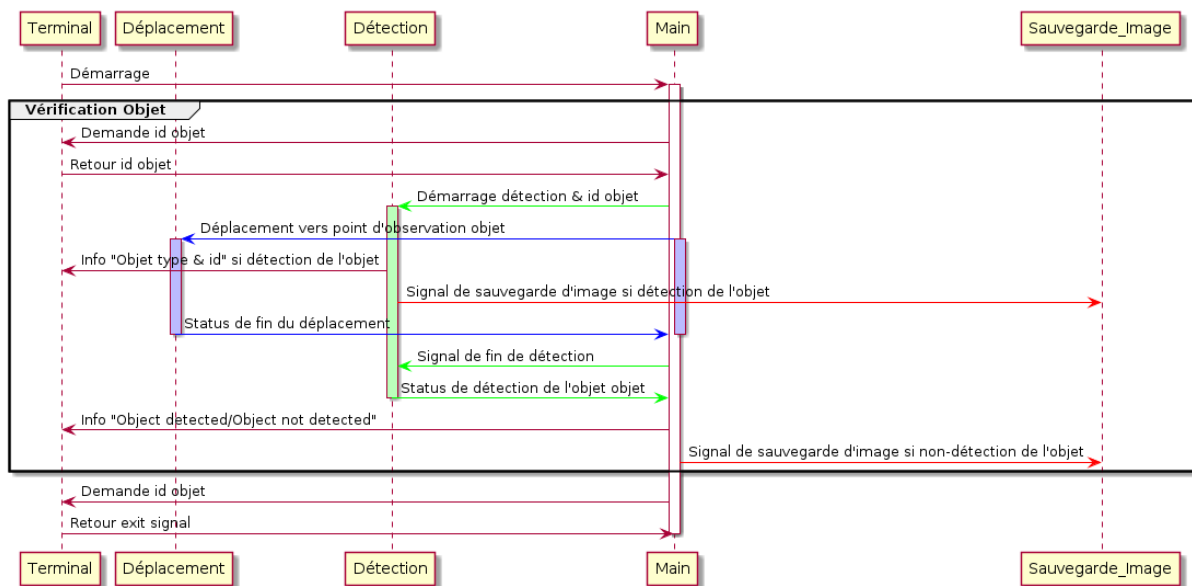 Terminal
Déplacement
Détection
Main
Sauvegarde_Image
Démarrage
Vérification Objet
Demande id objet
Retour id objet
Démarrage détection & id objet
Déplacement vers point d'observation objet
Info "Objet type & id" si détection de l'objet
Signal de sauvegarde d'image si détection de l'objet
Status de fin du déplacement
Signal de fin de détection
Status de détection de l'objet objet
Info "Object detected/Object not detected"
Signal de sauvegarde d'image si non-détection de l'objet
Demande id objet
Retour exit signal
Terminal
Déplacement
Détection
Main
Sauvegarde_Image